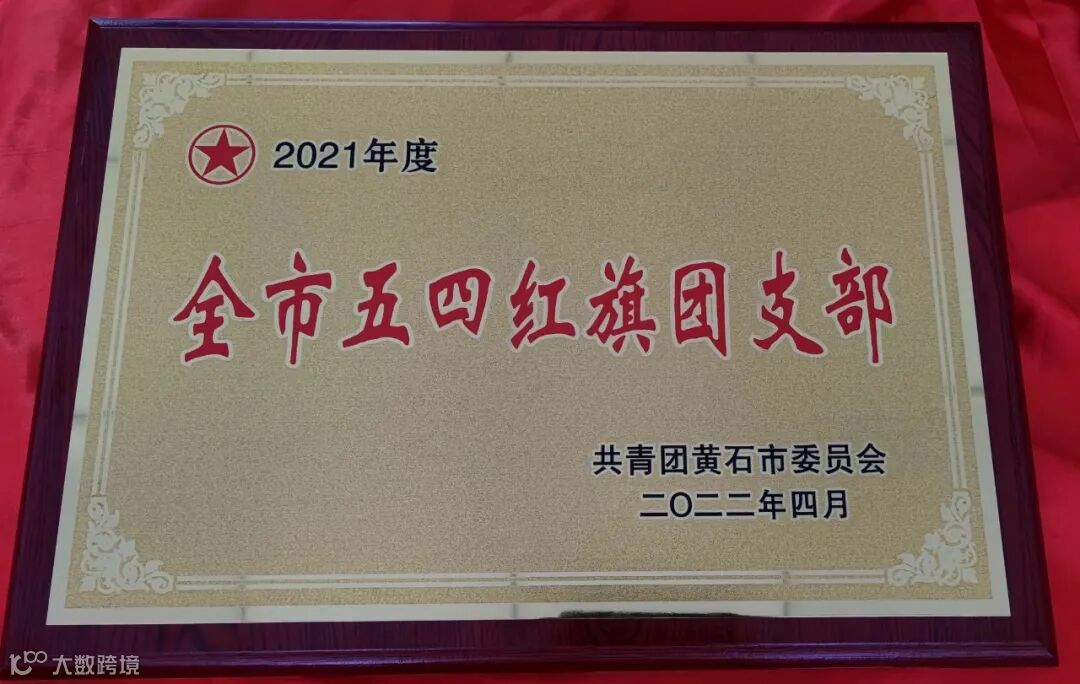 2021年度
全市五四红旗团支部
共青团黄石市委员会
二〇二二年四月
大数跨境